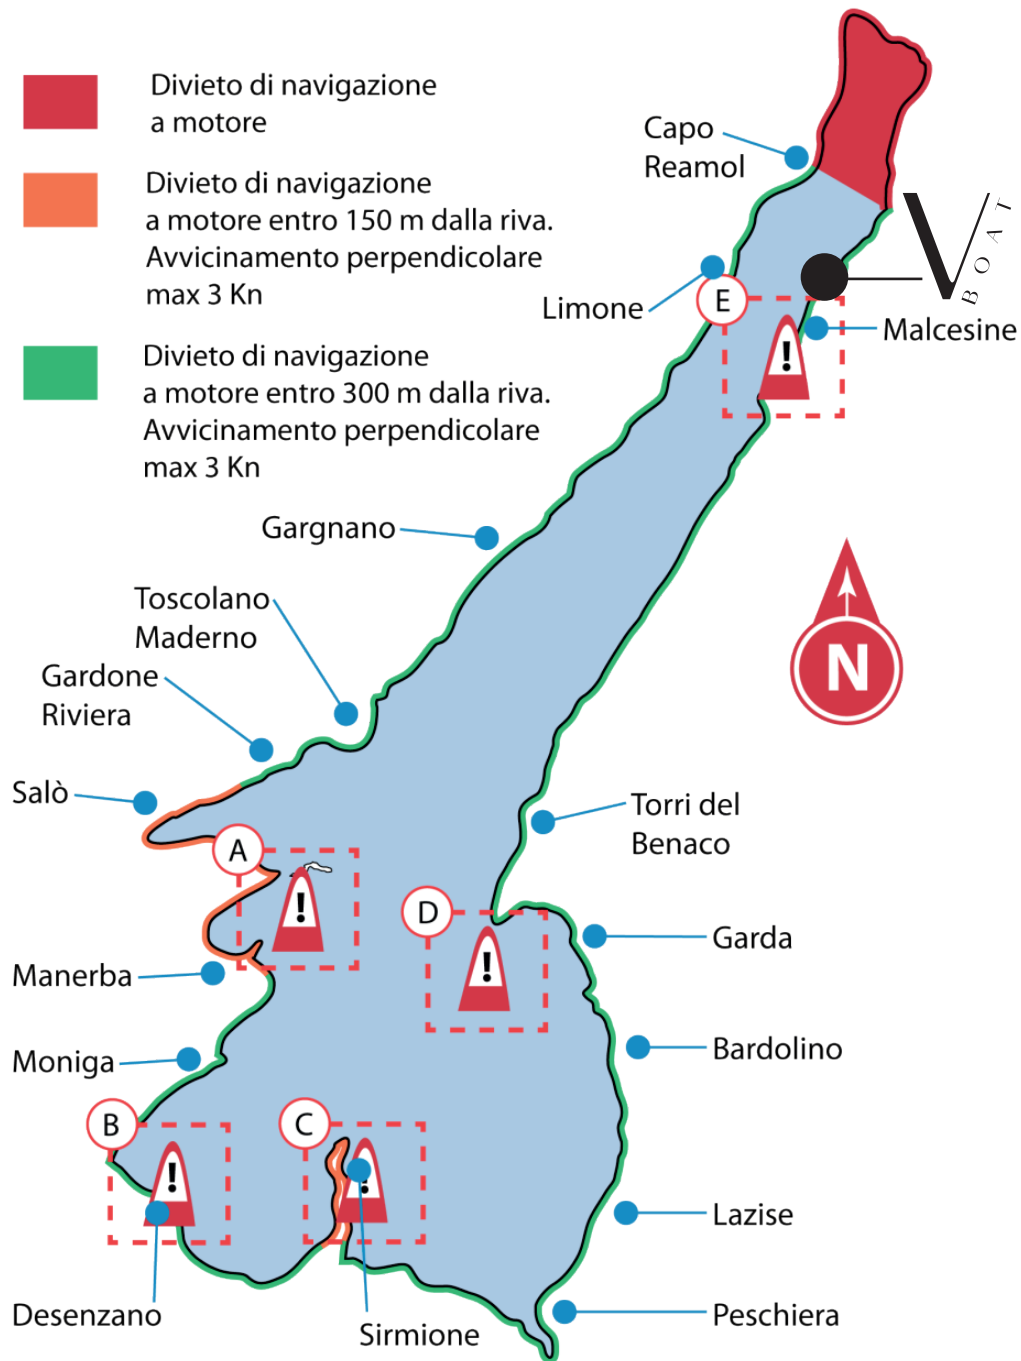 Divieto di navigazione
a motore
Divieto di navigazione
a motore entro 150 m dalla riva.
Avvicinamento perpendicolare
max 3 Kn
Divieto di navigazione
a motore entro 300 m dalla riva.
Avvicinamento perpendicolare
max 3 Kn
Capo
Reamol
V
BOAT
Limone
E
!
Malcesine
Gargnano
Toscolano
Maderno
Gardone
Riviera
N
Salò
Torri del
Benaco
A
!
D
!
Garda
Manerba
Bardolino
Moniga
B
!
C
!
Lazise
Desenzano
Sirmione
Peschiera